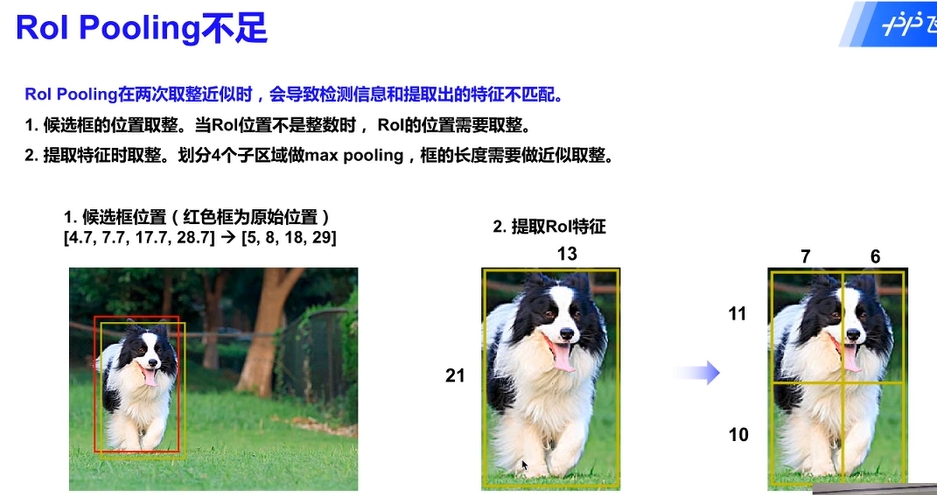 RoI Pooling不足
RoI Pooling在两次取整近似时，会导致检测信息和提取出的特征不匹配。
1. 候选框的位置取整。当RoI位置不是整数时， RoI的位置需要取整。
2. 提取特征时取整。划分4个子区域做max pooling，框的长度需要做近似取整。
1. 候选框位置（红色框为原始位置）
[4.7, 7.7, 17.7, 28.7] → [5, 8, 18, 29]
2. 提取RoI特征
13
21
7 6
11
10